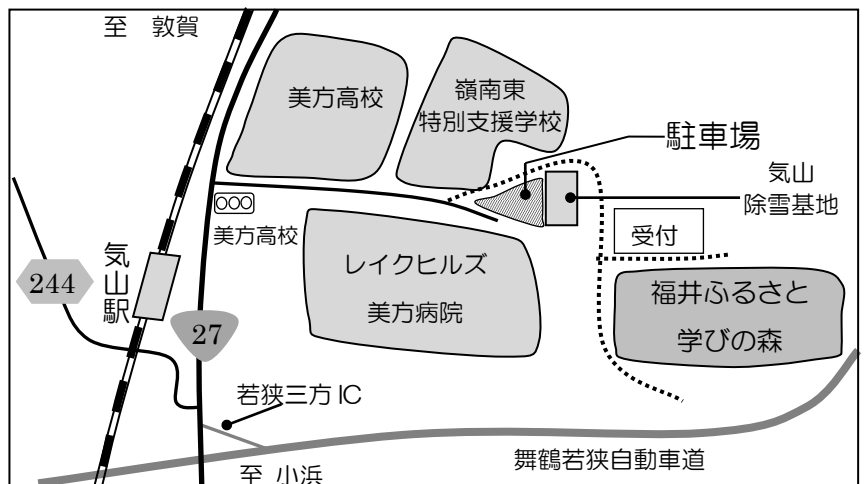 至 敦賀
美方高校
嶺南東
特別支援学校
駐車場
気山
除雪基地
美方高校
受付
レイクヒルズ
美方病院
気山駅
244
27
福井ふるさと
学びの森
若狭三方IC
舞鶴若狭自動車道
至 小浜